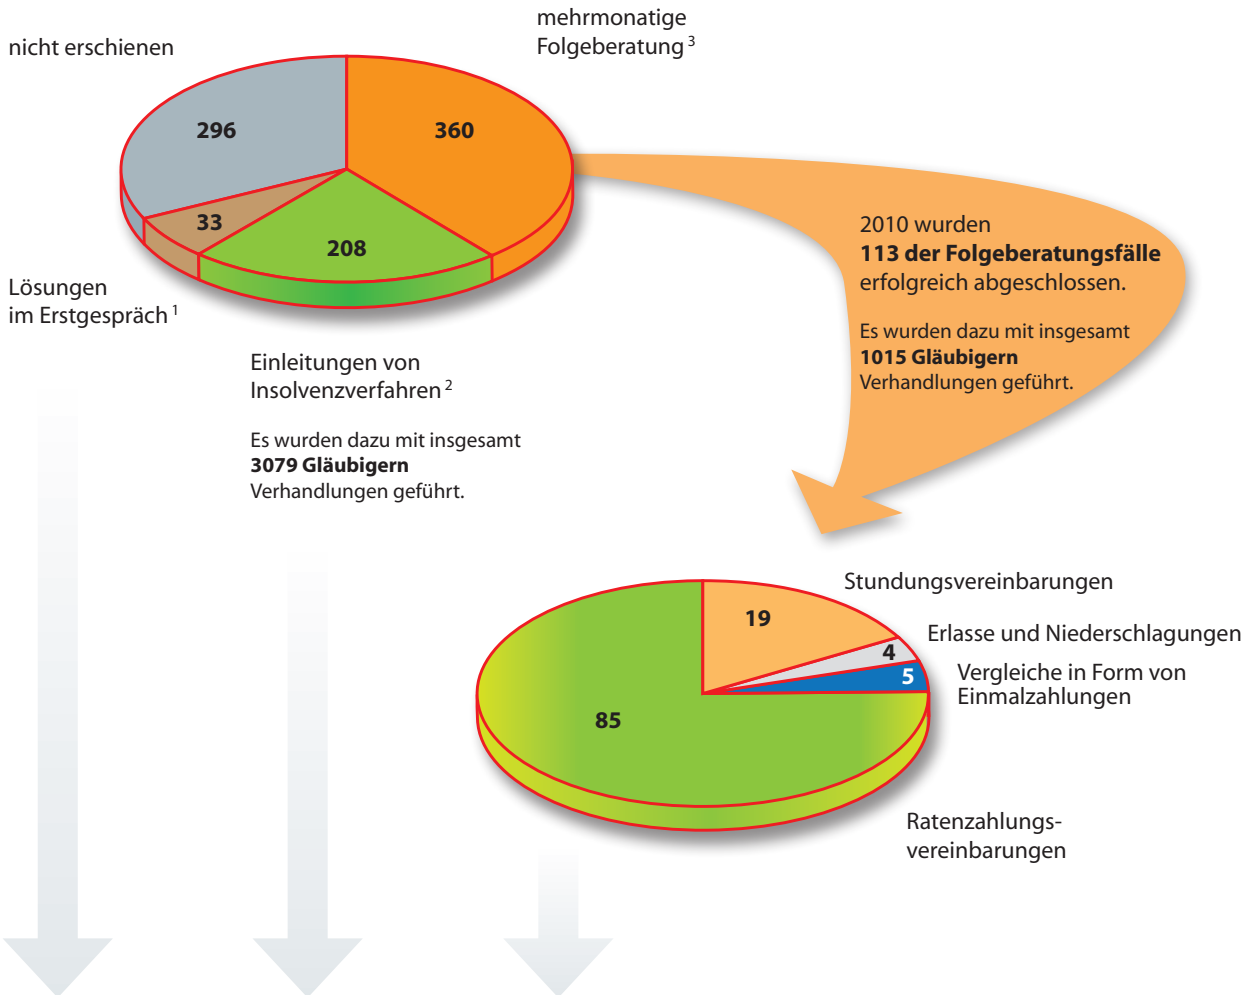 nicht erschienen
mehrmonatige
Folgeberatung 3
296
360
33
208
Lösungen
im Erstgespräch 1
Einleitungen von
Insolvenzverfahren 2
Es wurden dazu mit insgesamt
3079 Gläubigern
Verhandlungen geführt.
2010 wurden
113 der Folgeberatungsfälle
erfolgreich abgeschlossen.
Es wurden dazu mit insgesamt
1015 Gläubigern
Verhandlungen geführt.
Stundungsvereinbarungen
19
Erlasse und Niederschlagungen
4
Vergleiche in Form von
Einmalzahlungen
5
85
Ratenzahlungs-
vereinbarungen